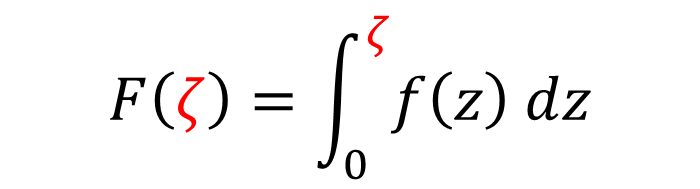 F(ζ) = ∫₀^ζ f(z) dz